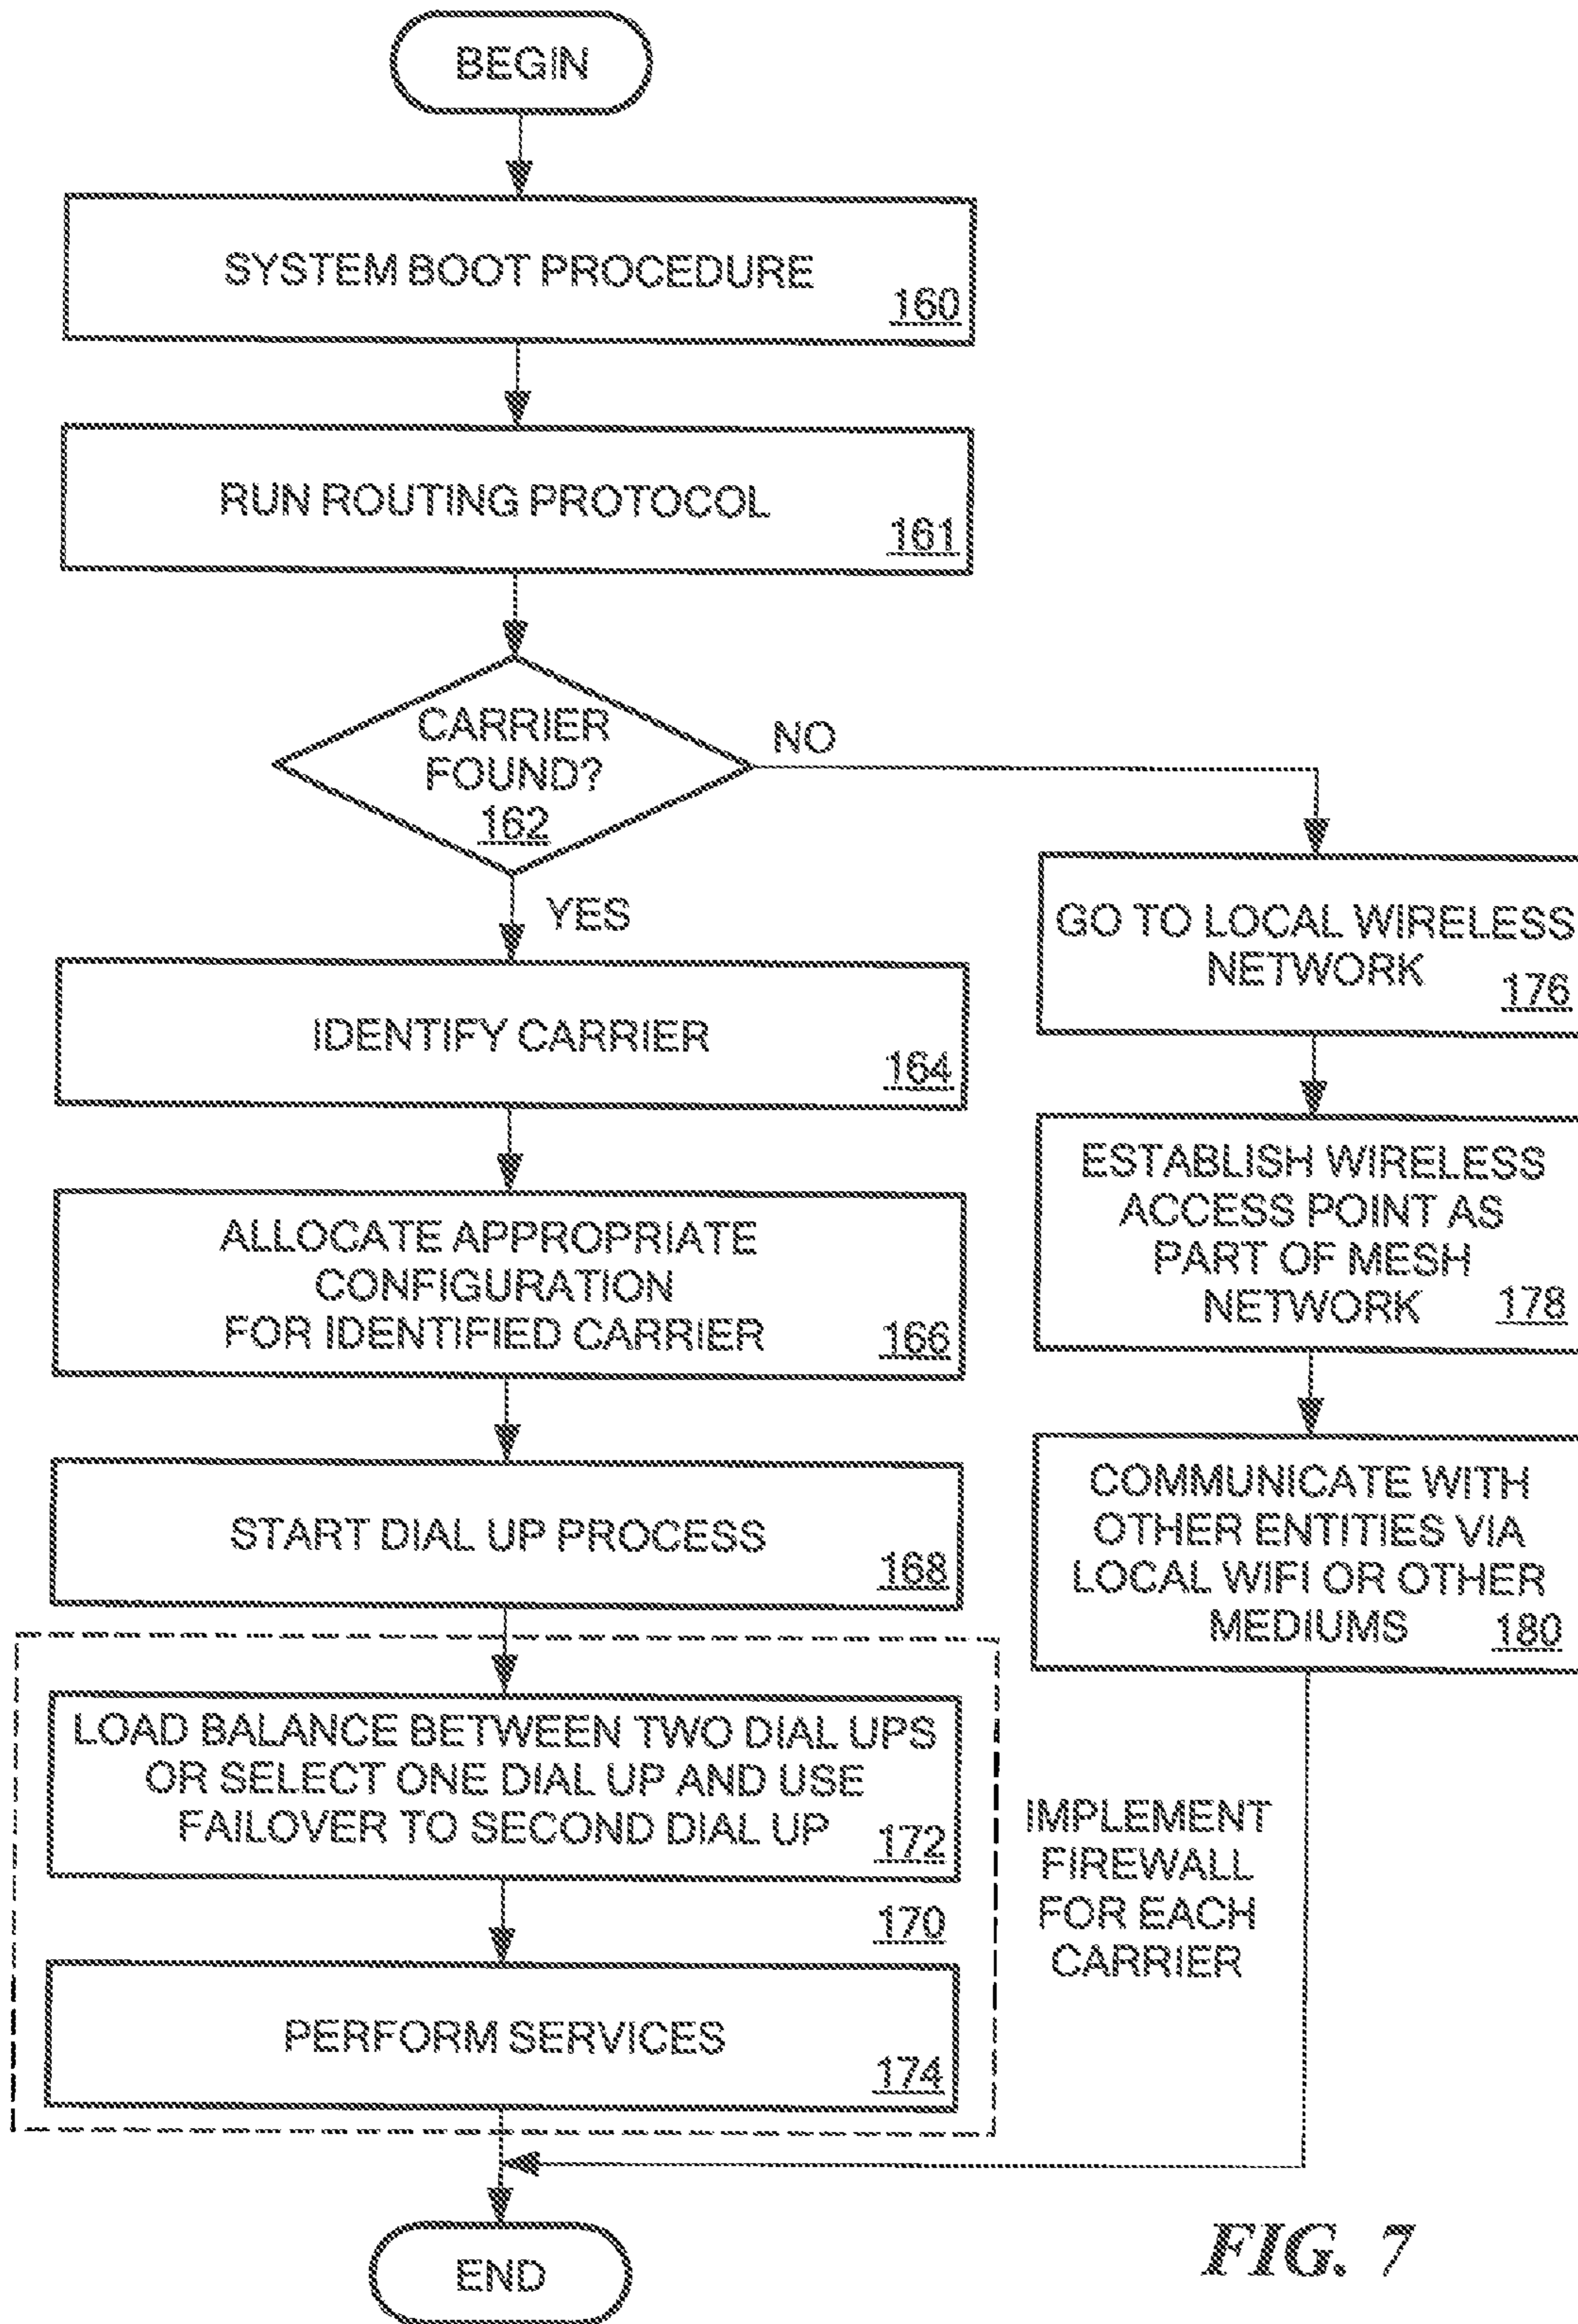 BEGIN
SYSTEM BOOT PROCEDURE
160
RUN ROUTING PROTOCOL
161
CARRIER
FOUND?
162
NO
YES
IDENTIFY CARRIER
164
ALLOCATE APPROPRIATE
CONFIGURATION
FOR IDENTIFIED CARRIER
166
START DIAL UP PROCESS
168
LOAD BALANCE BETWEEN TWO DIAL UPS
OR SELECT ONE DIAL UP AND USE
FAILOVER TO SECOND DIAL UP
172
170
PERFORM SERVICES
174
IMPLEMENT
FIREWALL
FOR EACH
CARRIER
GO TO LOCAL WIRELESS
NETWORK
176
ESTABLISH WIRELESS
ACCESS POINT AS
PART OF MESH
NETWORK
178
COMMUNICATE WITH
OTHER ENTITIES VIA
LOCAL WIFI OR OTHER
MEDIUMS
180
END
FIG. 7